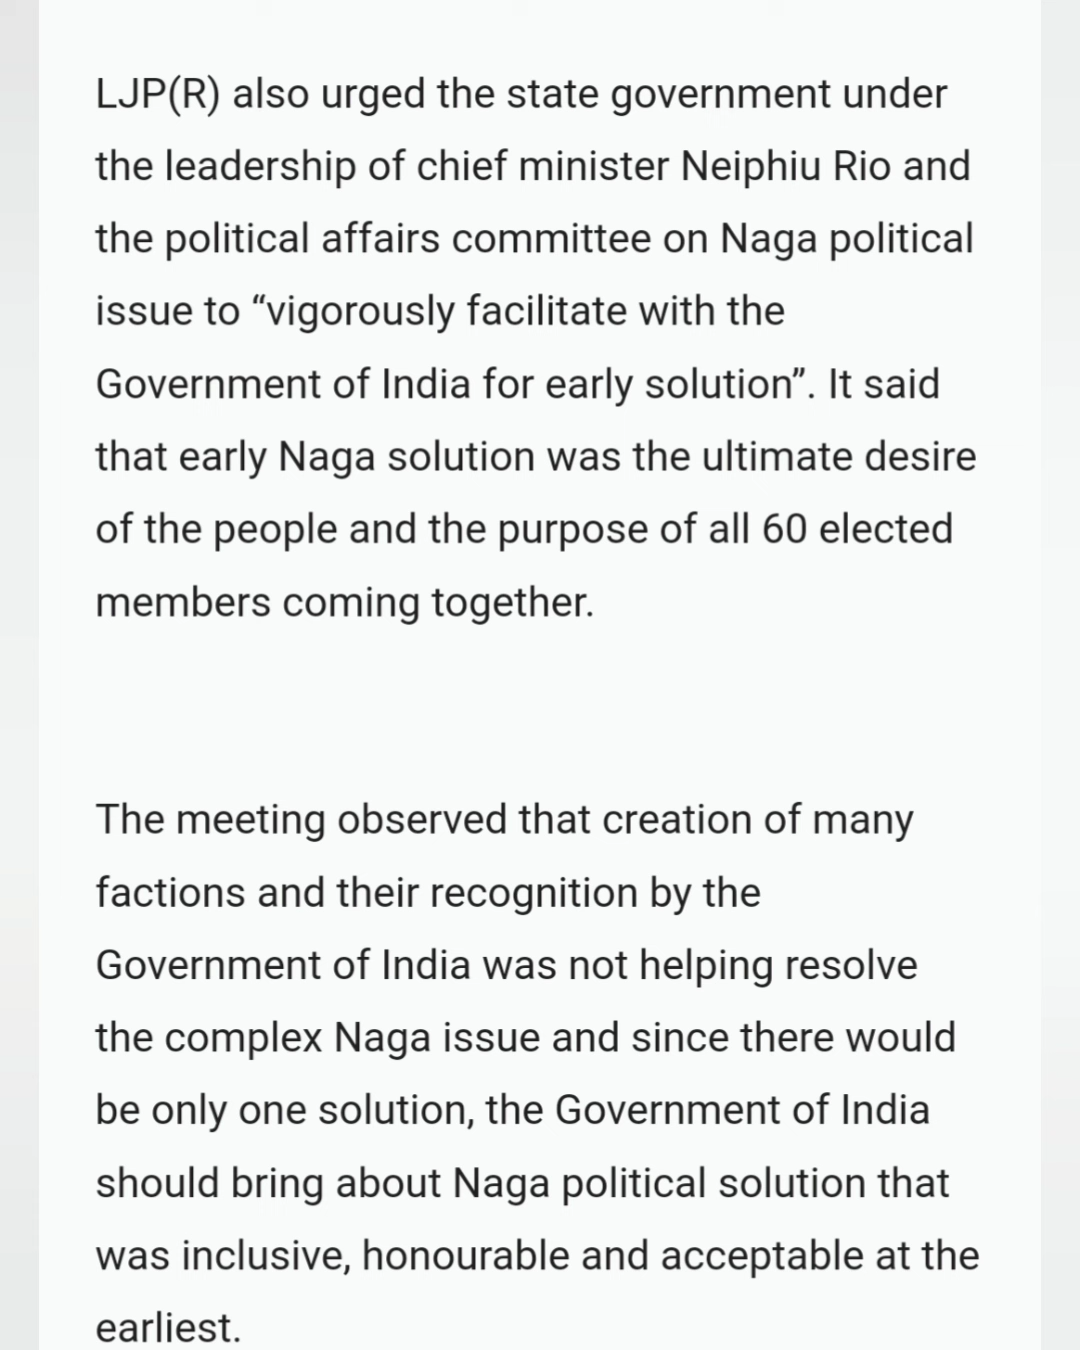 LJP(R) also urged the state government under
the leadership of chief minister Neiphiu Rio and
the political affairs committee on Naga political
issue to “vigorously facilitate with the
Government of India for early solution”. It said
that early Naga solution was the ultimate desire
of the people and the purpose of all 60 elected
members coming together.
The meeting observed that creation of many
factions and their recognition by the
Government of India was not helping resolve
the complex Naga issue and since there would
be only one solution, the Government of India
should bring about Naga political solution that
was inclusive, honourable and acceptable at the
earliest.